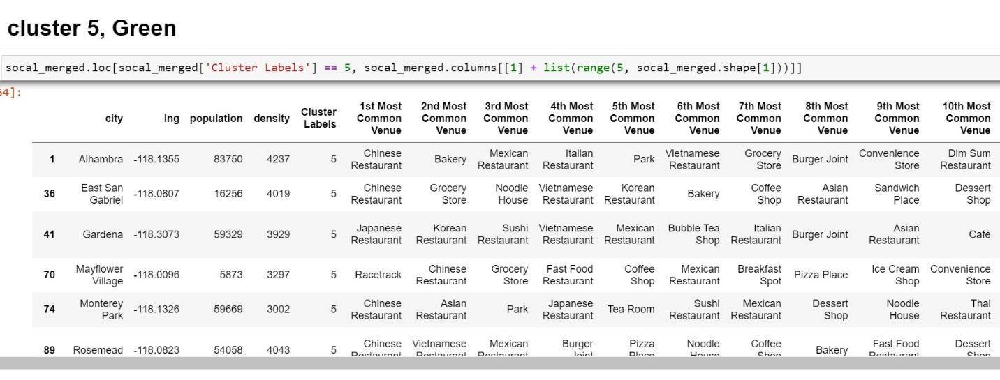 cluster 5, Green
socal_merged.loc[socal_merged['Cluster Labels'] == 5, socal_merged.columns[[1] + list(range(5, socal_merged.shape[1]))]]
54]:
city lng population density Cluster Labels 1st Most Common Venue 2nd Most Common Venue 3rd Most Common Venue 4th Most Common Venue 5th Most Common Venue 6th Most Common Venue 7th Most Common Venue 8th Most Common Venue 9th Most Common Venue 10th Most Common Venue
1 Alhambra -118.1355 83750 4237 5 Chinese Restaurant Bakery Mexican Restaurant Italian Restaurant Park Vietnamese Restaurant Grocery Store Burger Joint Convenience Store Dim Sum Restaurant
36 East San Gabriel -118.0807 16256 4019 5 Chinese Restaurant Grocery Store Noodle House Vietnamese Restaurant Korean Restaurant Bakery Coffee Shop Asian Restaurant Sandwich Place Dessert Shop
41 Gardena -118.3073 59329 3929 5 Japanese Restaurant Korean Restaurant Sushi Restaurant Vietnamese Restaurant Mexican Restaurant Bubble Tea Shop Italian Restaurant Burger Joint Asian Restaurant Café
70 Mayflower Village -118.0096 5873 3297 5 Racetrack Chinese Restaurant Grocery Store Fast Food Restaurant Coffee Shop Mexican Restaurant Breakfast Spot Pizza Place Ice Cream Shop Convenience Store
74 Monterey Park -118.1326 59669 3002 5 Chinese Restaurant Asian Restaurant Park Japanese Restaurant Tea Room Sushi Restaurant Mexican Restaurant Dessert Shop Noodle House Thai Restaurant
89 Rosemead -118.0823 54058 4043 5 Chinese Restaurant Vietnamese Restaurant Mexican Restaurant Burger Joint Pizza Place Noodle House Coffee Shop Bakery Fast Food Restaurant Dessert Shop